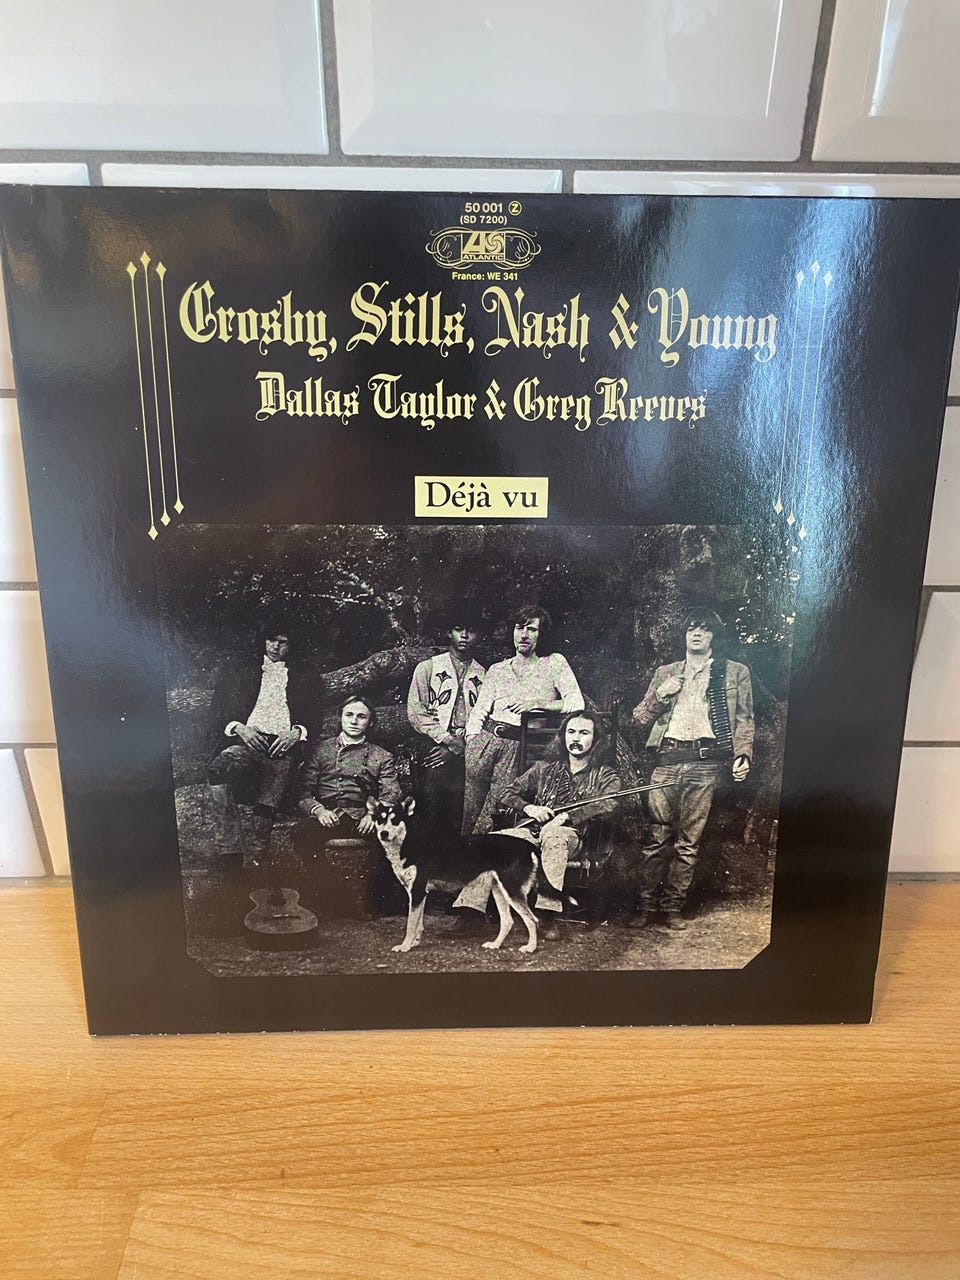 50 001 Z
(SD 7200)
ATLANTIC
France: WE 341
Crosby, Stills, Nash & Young
Dallas Taylor & Greg Reeves
Déjà vu